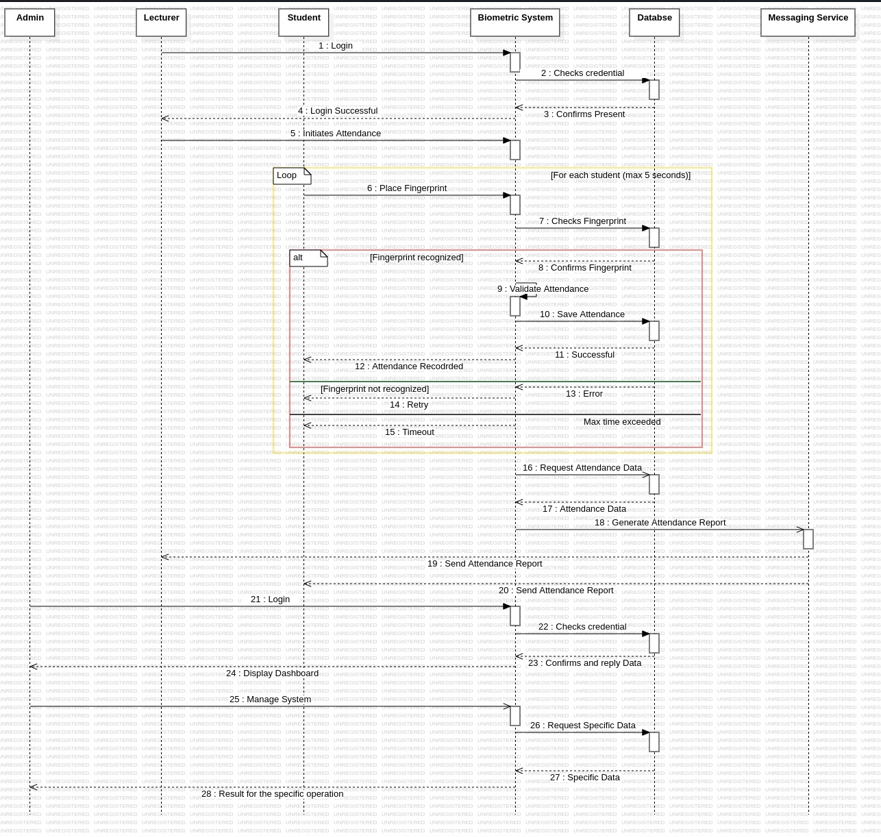 Admin
Lecturer
Student
Biometric System
Databse
Messaging Service
1 : Login
2 : Checks credential
3 : Confirms Present
4 : Login Successful
5 : Initiates Attendance
Loop
[For each student (max 5 seconds)]
6 : Place Fingerprint
7 : Checks Fingerprint
alt
[Fingerprint recognized]
8 : Confirms Fingerprint
9 : Validate Attendance
10 : Save Attendance
11 : Successful
12 : Attendance Recodrded
[Fingerprint not recognized]
13 : Error
14 : Retry
Max time exceeded
15 : Timeout
16 : Request Attendance Data
17 : Attendance Data
18 : Generate Attendance Report
19 : Send Attendance Report
20 : Send Attendance Report
21 : Login
22 : Checks credential
23 : Confirms and reply Data
24 : Display Dashboard
25 : Manage System
26 : Request Specific Data
27 : Specific Data
28 : Result for the specific operation
UNREGISTERED